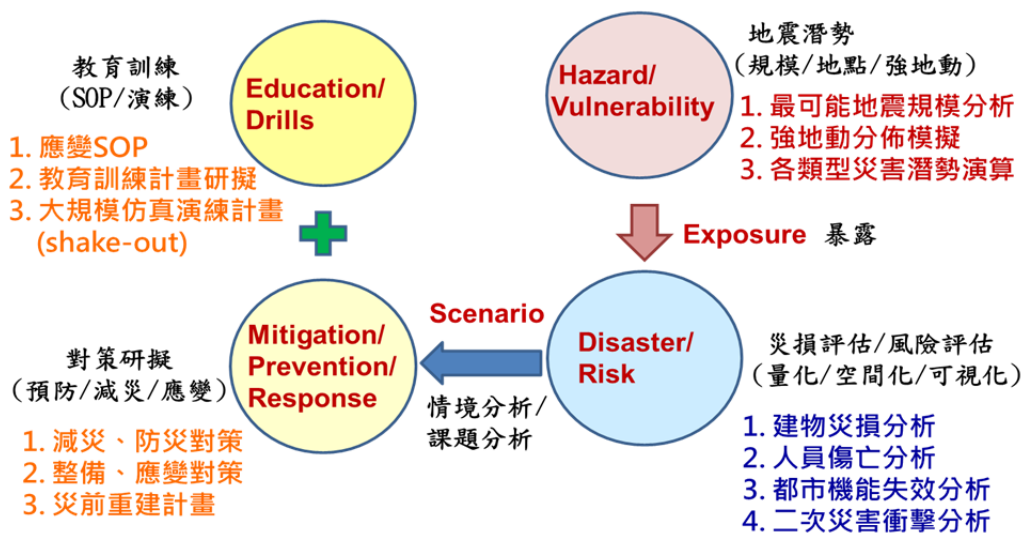 教育訓練
(SOP/演練)
Education/
Drills
1. 應變SOP
2. 教育訓練計畫研擬
3. 大規模仿真演練計畫
(shake-out)
Hazard/
Vulnerability
地震潛勢
(規模/地點/強地動)
1. 最可能地震規模分析
2. 強地動分佈模擬
3. 各類型災害潛勢演算
Exposure 暴露
Disaster/
Risk
災損評估/風險評估
(量化/空間化/可視化)
1. 建物災損分析
2. 人員傷亡分析
3. 都市機能失效分析
4. 二次災害衝擊分析
Scenario
情境分析/
課題分析
Mitigation/
Prevention/
Response
對策研擬
(預防/減災/應變)
1. 減災、防災對策
2. 整備、應變對策
3. 災前重建計畫